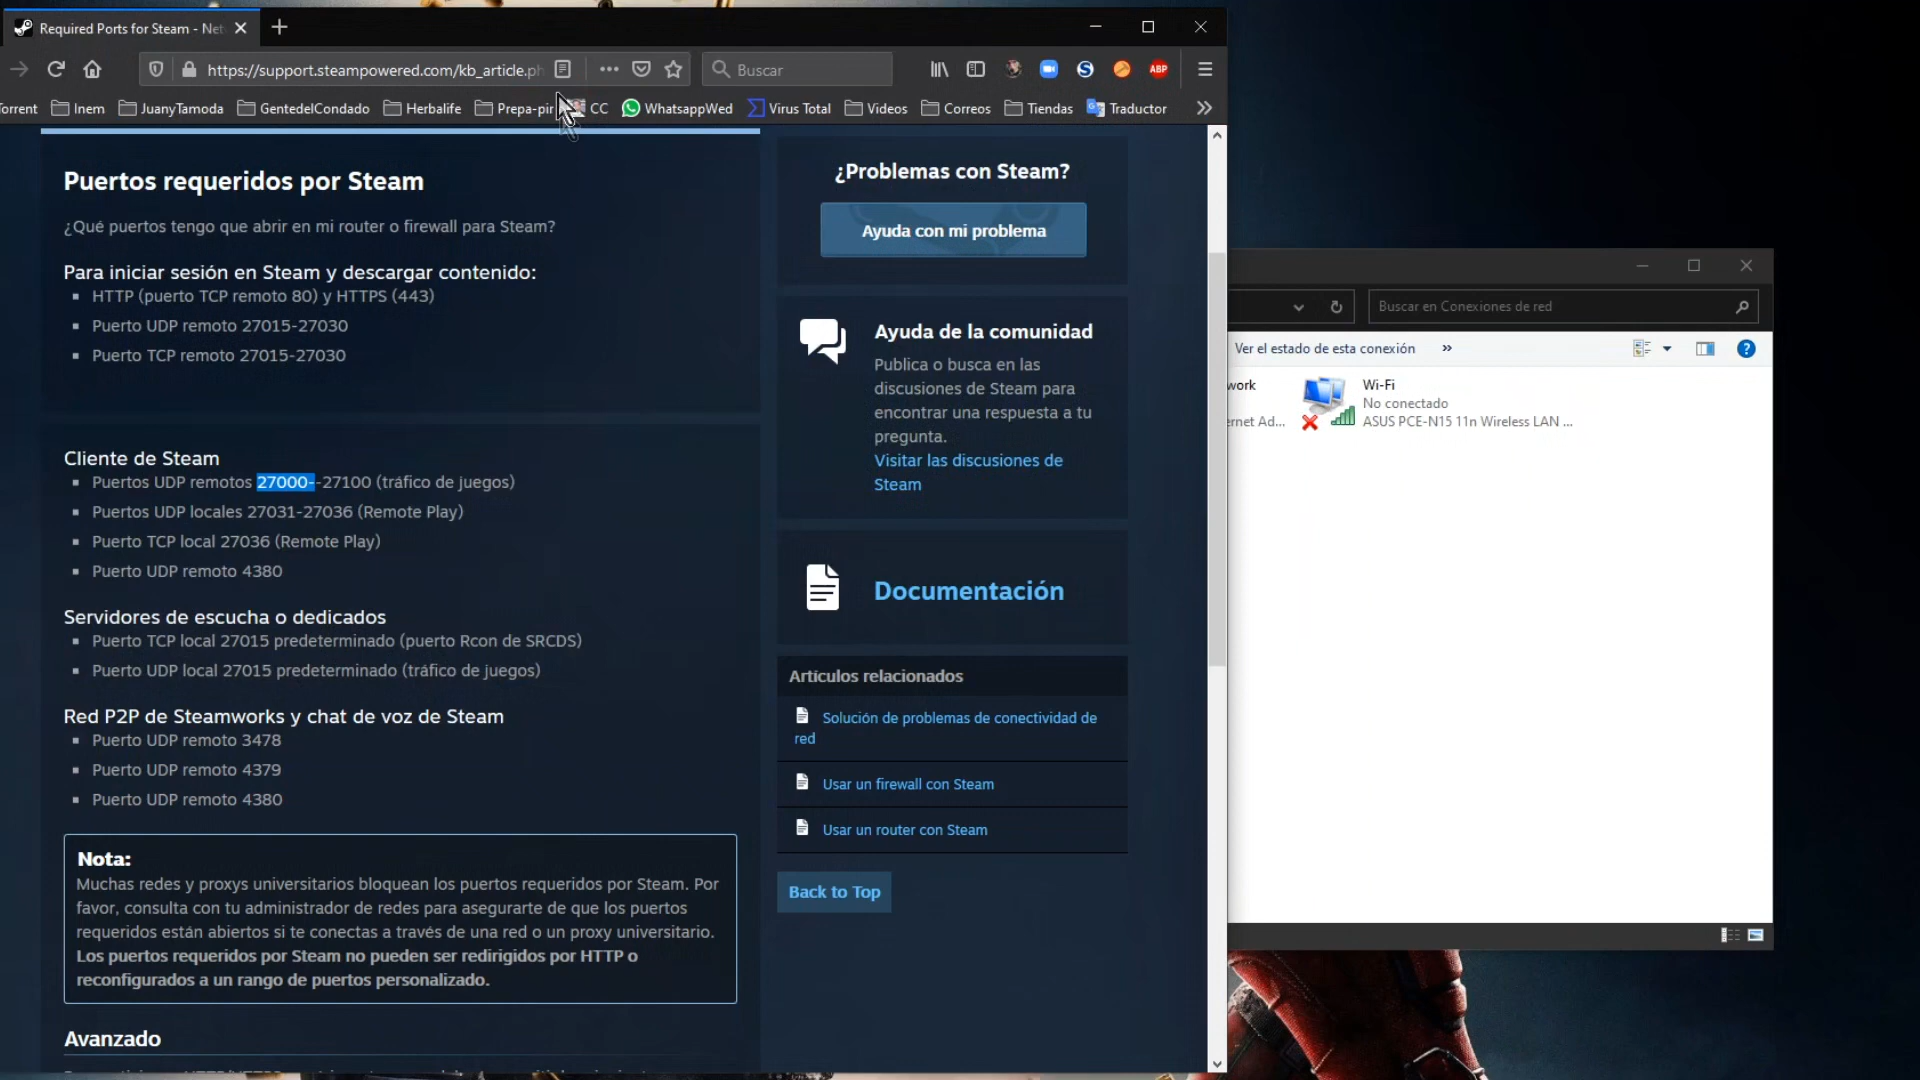 Required Ports for Steam - Net
https://support.steampowered.com/kb_article.ph
Buscar
ABP
orrent
Inem
JuanyTamoda
GentedelCondado
Herbalife
Prepa-pir
CC
WhatsappWed
Virus Total
Videos
Correos
Tiendas
Traductor
Puertos requeridos por Steam
¿Qué puertos tengo que abrir en mi router o firewall para Steam?
Para iniciar sesión en Steam y descargar contenido:
HTTP (puerto TCP remoto 80) y HTTPS (443)
Puerto UDP remoto 27015-27030
Puerto TCP remoto 27015-27030
Cliente de Steam
Puertos UDP remotos 27000--27100 (tráfico de juegos)
Puertos UDP locales 27031-27036 (Remote Play)
Puerto TCP local 27036 (Remote Play)
Puerto UDP remoto 4380
Servidores de escucha o dedicados
Puerto TCP local 27015 predeterminado (puerto Rcon de SRCDS)
Puerto UDP local 27015 predeterminado (tráfico de juegos)
Red P2P de Steamworks y chat de voz de Steam
Puerto UDP remoto 3478
Puerto UDP remoto 4379
Puerto UDP remoto 4380
Nota:
Muchas redes y proxys universitarios bloquean los puertos requeridos por Steam. Por
favor, consulta con tu administrador de redes para asegurarte de que los puertos
requeridos están abiertos si te conectas a través de una red o un proxy universitario.
Los puertos requeridos por Steam no pueden ser redirigidos por HTTP o
reconfigurados a un rango de puertos personalizado.
Avanzado
¿Problemas con Steam?
Ayuda con mi problema
Ayuda de la comunidad
Publica o busca en las
discusiones de Steam para
encontrar una respuesta a tu
pregunta.
Visitar las discusiones de
Steam
Documentación
Artículos relacionados
Solución de problemas de conectividad de
red
Usar un firewall con Steam
Usar un router con Steam
Back to Top
Buscar en Conexiones de red
Ver el estado de esta conexión
»
work
ernet Ad...
Wi-Fi
No conectado
ASUS PCE-N15 11n Wireless LAN ...